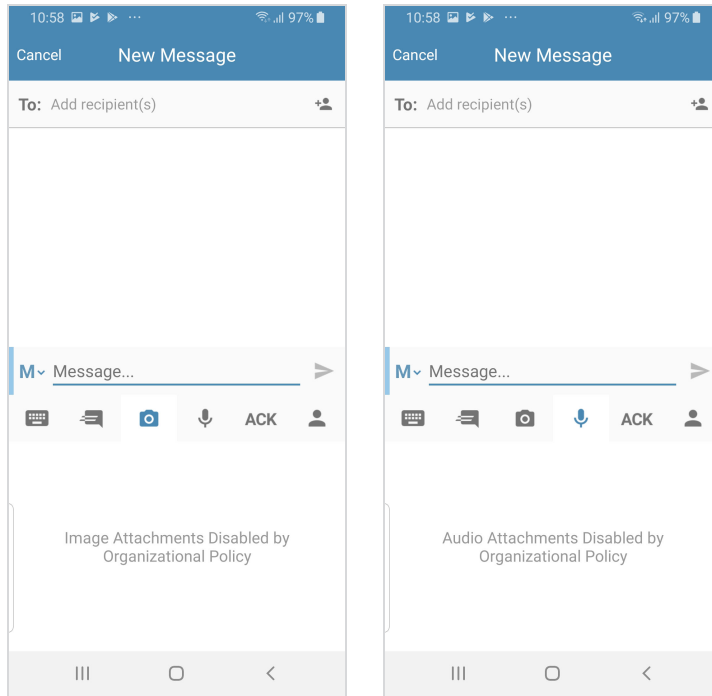 10:58 97%
Cancel New Message
To: Add recipient(s)
M Message...
ACK
Image Attachments Disabled by
Organizational Policy
10:58 97%
Cancel New Message
To: Add recipient(s)
M Message...
ACK
Audio Attachments Disabled by
Organizational Policy